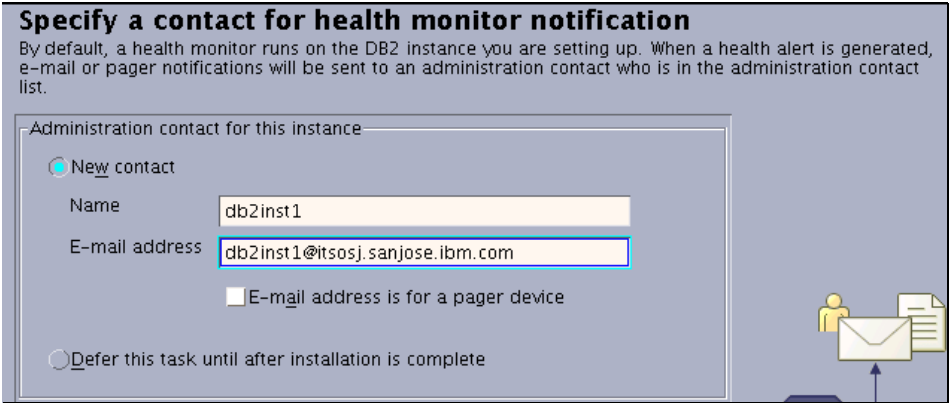 Specify a contact for health monitor notification
By default, a health monitor runs on the DB2 instance you are setting up. When a health alert is generated,
e-mail or pager notifications will be sent to an administration contact who is in the administration contact
list.
Administration contact for this instance
New contact
Name
db2inst1
E-mail address
db2inst1@itsosj.sanjose.ibm.com
E-mail address is for a pager device
Defer this task until after installation is complete